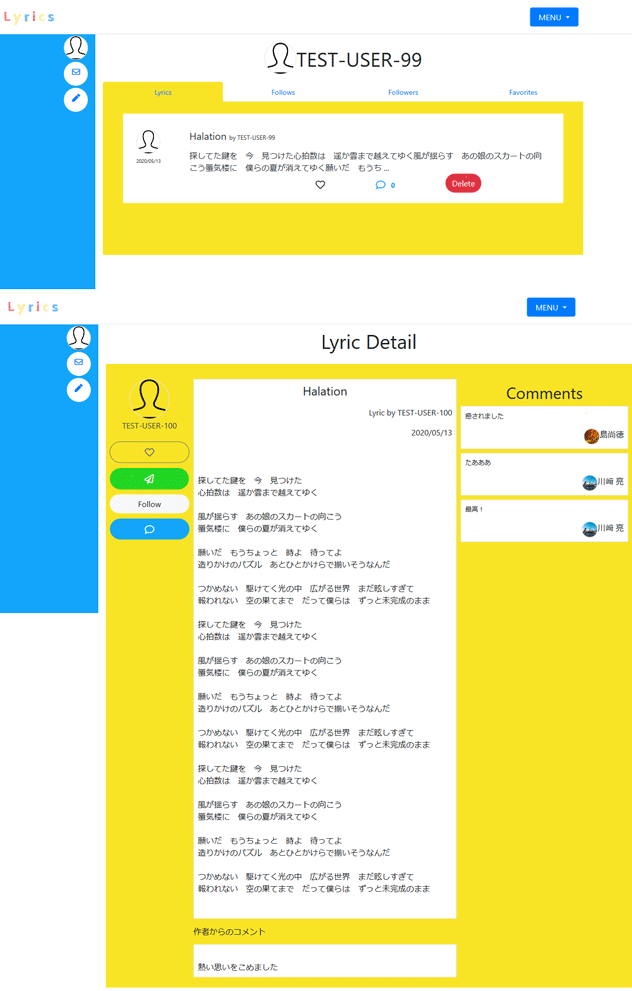 Lyrics
MENU
TEST-USER-99
Lyrics
Follows
Followers
Favorites
Halation by TEST-USER-99
2020/05/13
探してた鍵を　今　見つけた心拍数は　遥か雲まで越えてゆく風が揺らす　あの娘のスカートの向
こう蜃気楼に　僕らの夏が消えてゆく願いだ　もうち ...
0
Delete
Lyrics
MENU
Lyric Detail
TEST-USER-100
Follow
Halation
Lyric by TEST-USER-100
2020/05/13
探してた鍵を　今　見つけた
心拍数は　遥か雲まで越えてゆく
風が揺らす　あの娘のスカートの向こう
蜃気楼に　僕らの夏が消えてゆく
願いだ　もうちょっと　時よ　待ってよ
造りかけのパズル　あとひとかけらで揃いそうなんだ
つかめない　駆けてく光の中　広がる世界　まだ眩しすぎて
報われない　空の果てまで　だって僕らは　ずっと未完成のまま
探してた鍵を　今　見つけた
心拍数は　遥か雲まで越えてゆく
風が揺らす　あの娘のスカートの向こう
蜃気楼に　僕らの夏が消えてゆく
願いだ　もうちょっと　時よ　待ってよ
造りかけのパズル　あとひとかけらで揃いそうなんだ
つかめない　駆けてく光の中　広がる世界　まだ眩しすぎて
報われない　空の果てまで　だって僕らは　ずっと未完成のまま
探してた鍵を　今　見つけた
心拍数は　遥か雲まで越えてゆく
風が揺らす　あの娘のスカートの向こう
蜃気楼に　僕らの夏が消えてゆく
願いだ　もうちょっと　時よ　待ってよ
造りかけのパズル　あとひとかけらで揃いそうなんだ
つかめない　駆けてく光の中　広がる世界　まだ眩しすぎて
報われない　空の果てまで　だって僕らは　ずっと未完成のまま
作者からのコメント
熱い思いをこめました
Comments
癒されました
島尚徳
たあああ
川﨑 亮
最高！
川﨑 亮